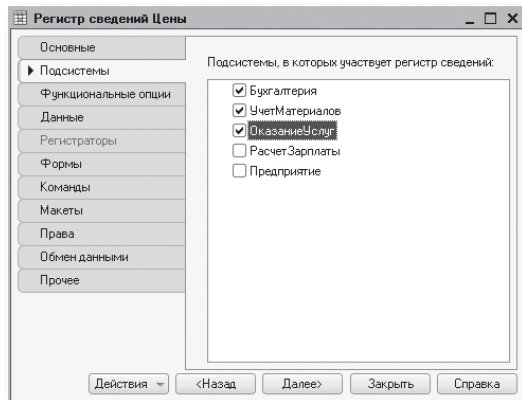 Регистр сведений Цены
Основные
Подсистемы
Функциональные опции
Данные
Регистраторы
Формы
Команды
Макеты
Права
Обмен данными
Прочее
Подсистемы, в которых участвует регистр сведений:
Бухгалтерия
УчетМатериалов
ОказаниеУслуг
РасчетЗарплаты
Предприятие
Действия
<Назад
Далее>
Закрыть
Справка